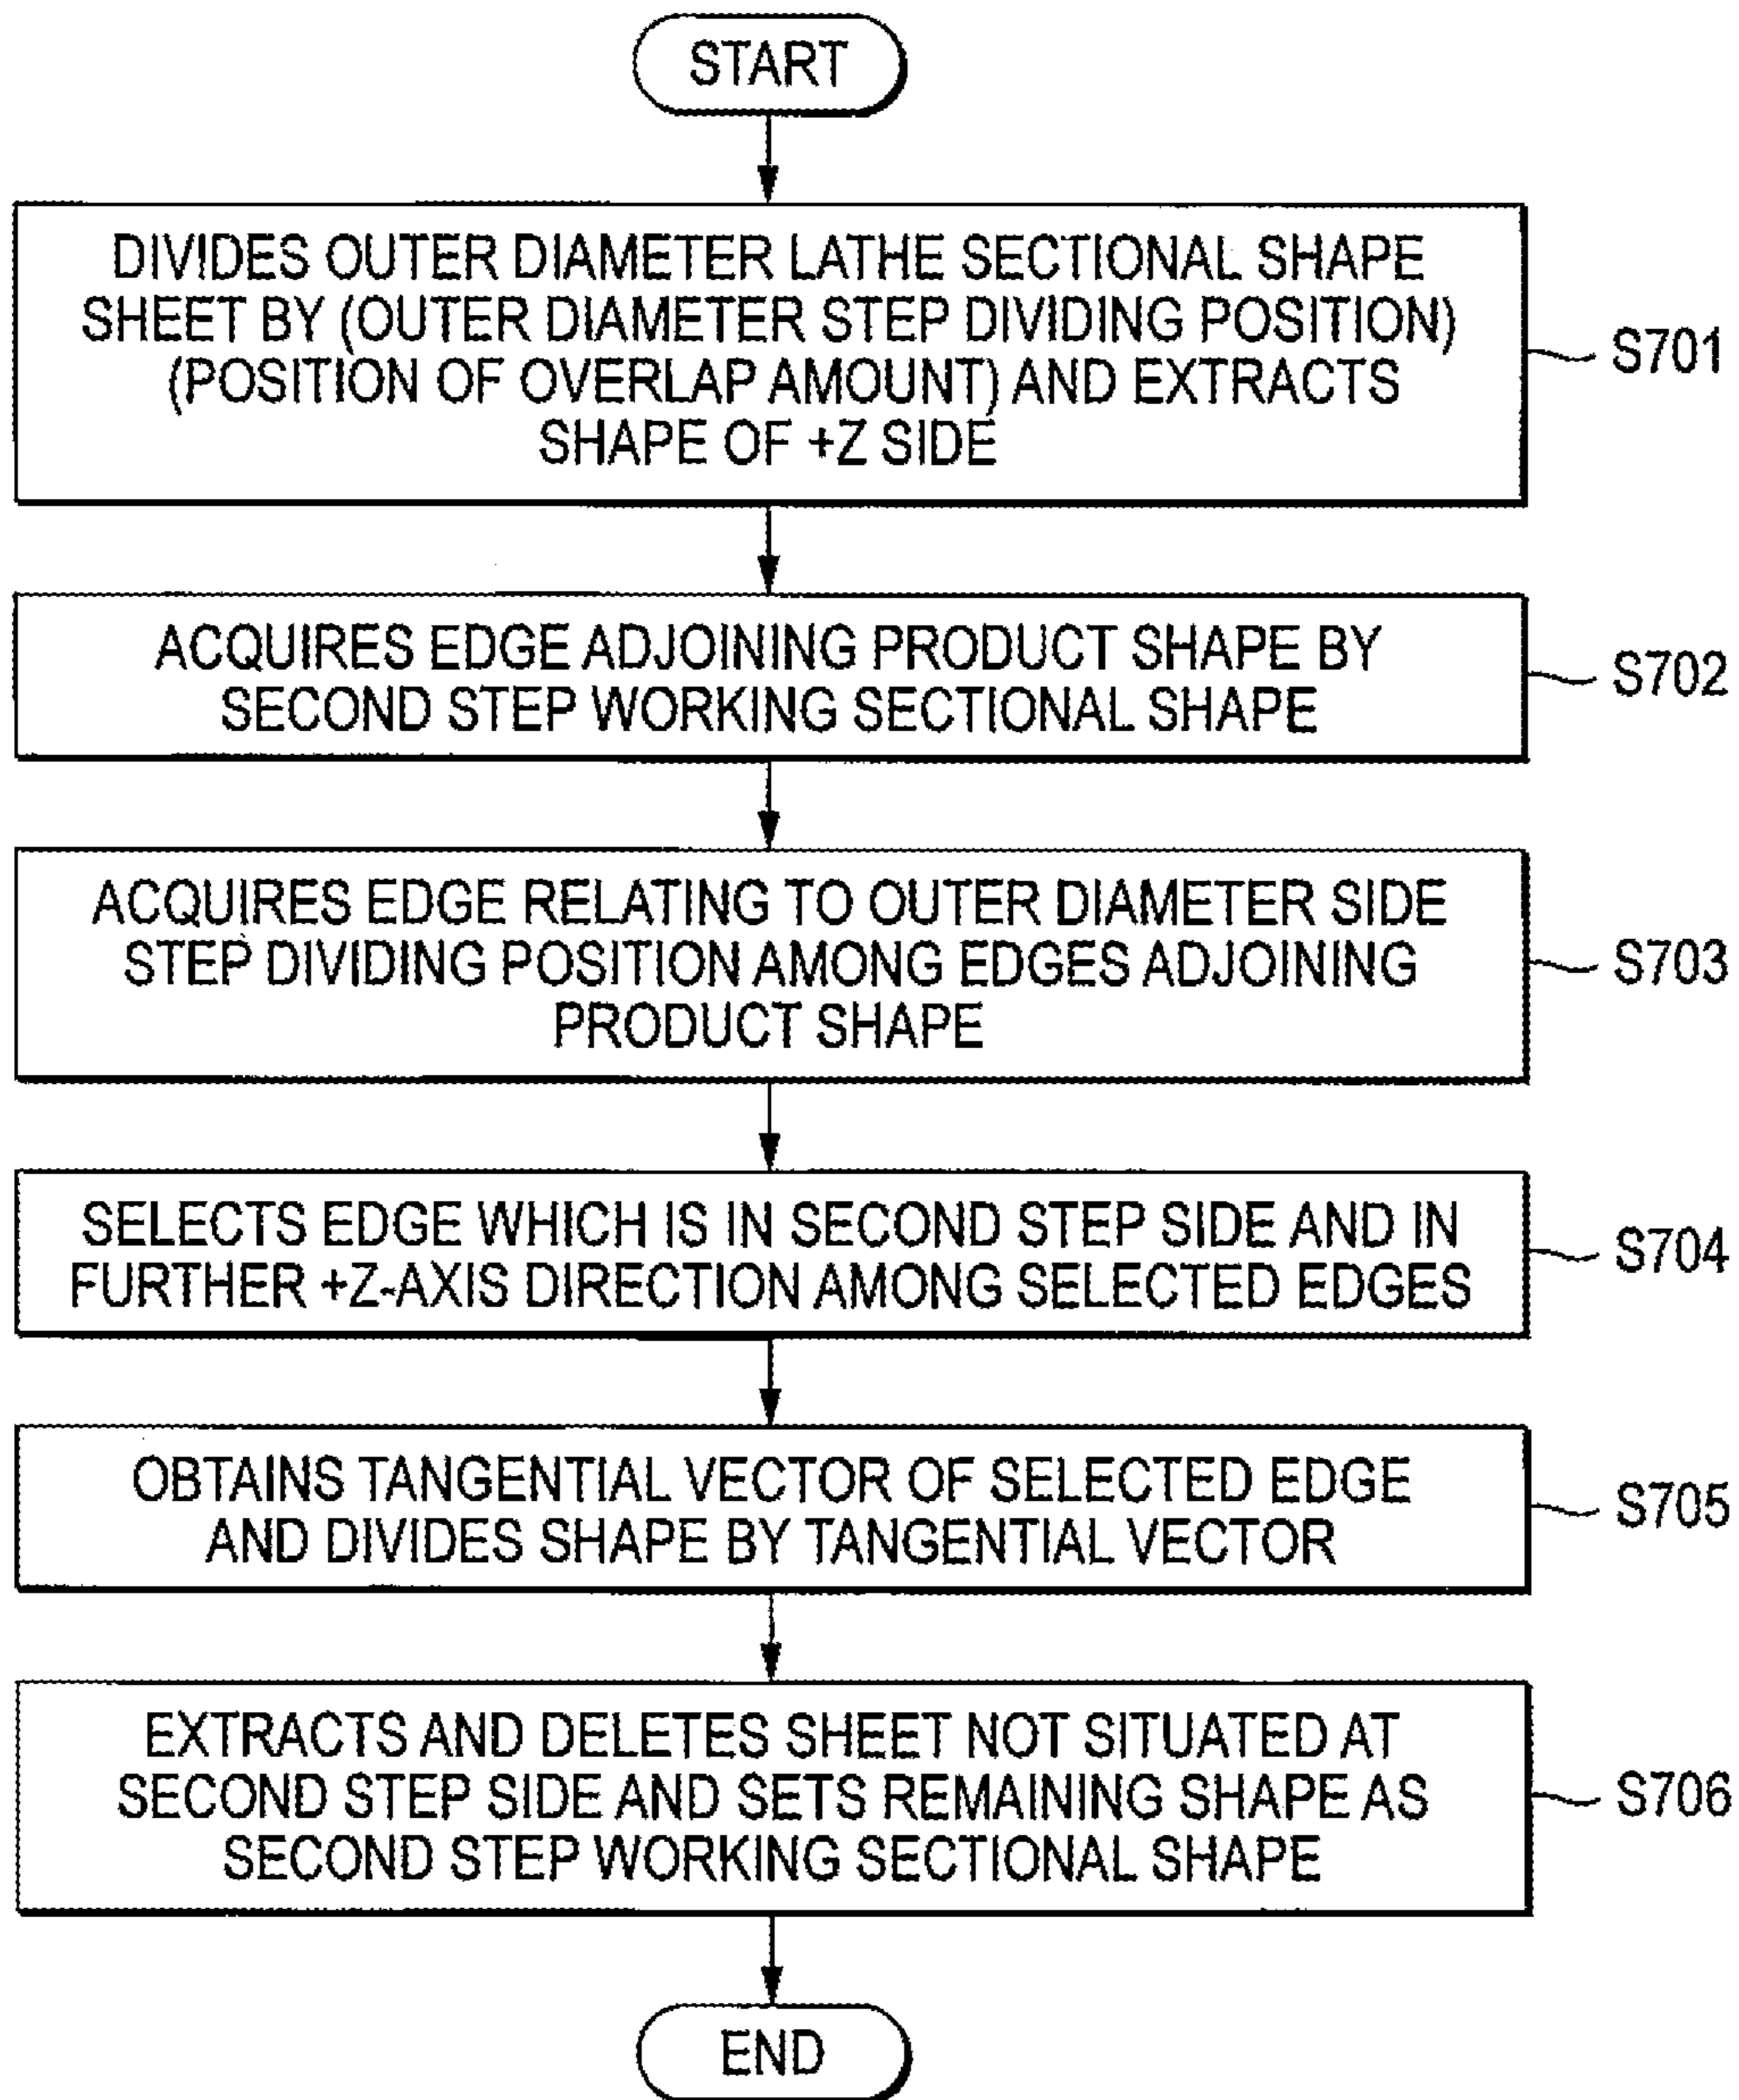 START
DIVIDES OUTER DIAMETER LATHE SECTIONAL SHAPE
SHEET BY (OUTER DIAMETER STEP DIVIDING POSITION)
(POSITION OF OVERLAP AMOUNT) AND EXTRACTS
SHAPE OF +Z SIDE
S701
ACQUIRES EDGE ADJOINING PRODUCT SHAPE BY
SECOND STEP WORKING SECTIONAL SHAPE
S702
ACQUIRES EDGE RELATING TO OUTER DIAMETER SIDE
STEP DIVIDING POSITION AMONG EDGES ADJOINING
PRODUCT SHAPE
S703
SELECTS EDGE WHICH IS IN SECOND STEP SIDE AND IN
FURTHER +Z-AXIS DIRECTION AMONG SELECTED EDGES
S704
OBTAINS TANGENTIAL VECTOR OF SELECTED EDGE
AND DIVIDES SHAPE BY TANGENTIAL VECTOR
S705
EXTRACTS AND DELETES SHEET NOT SITUATED AT
SECOND STEP SIDE AND SETS REMAINING SHAPE AS
SECOND STEP WORKING SECTIONAL SHAPE
S706
END